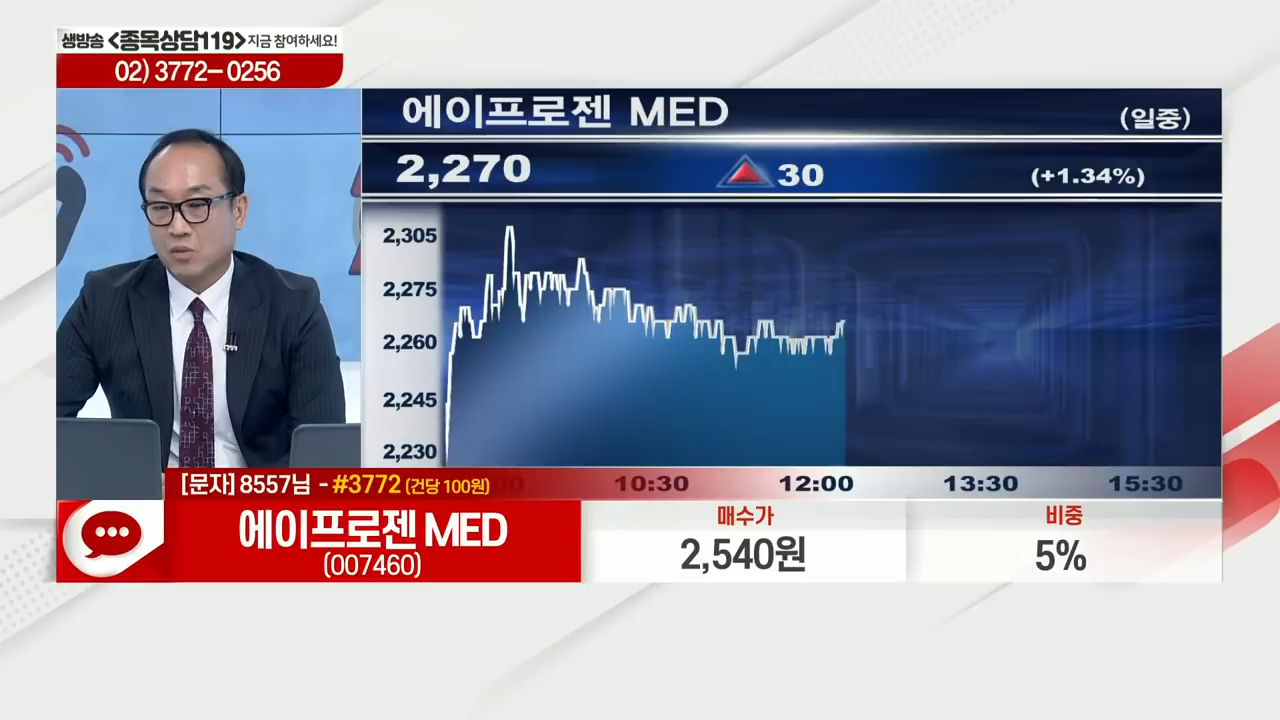 생방송 <종목상담119> 지금 참여하세요!
02) 3772-0256
에이프로젠 MED (일중)
2,270 30 (+1.34%)
2,305
2,275
2,260
2,245
2,230
10:30 12:00 13:30 15:30
[문자] 8557님 - #3772 (건당 100원)
에이프로젠 MED
(007460)
매수가
2,540원
비중
5%